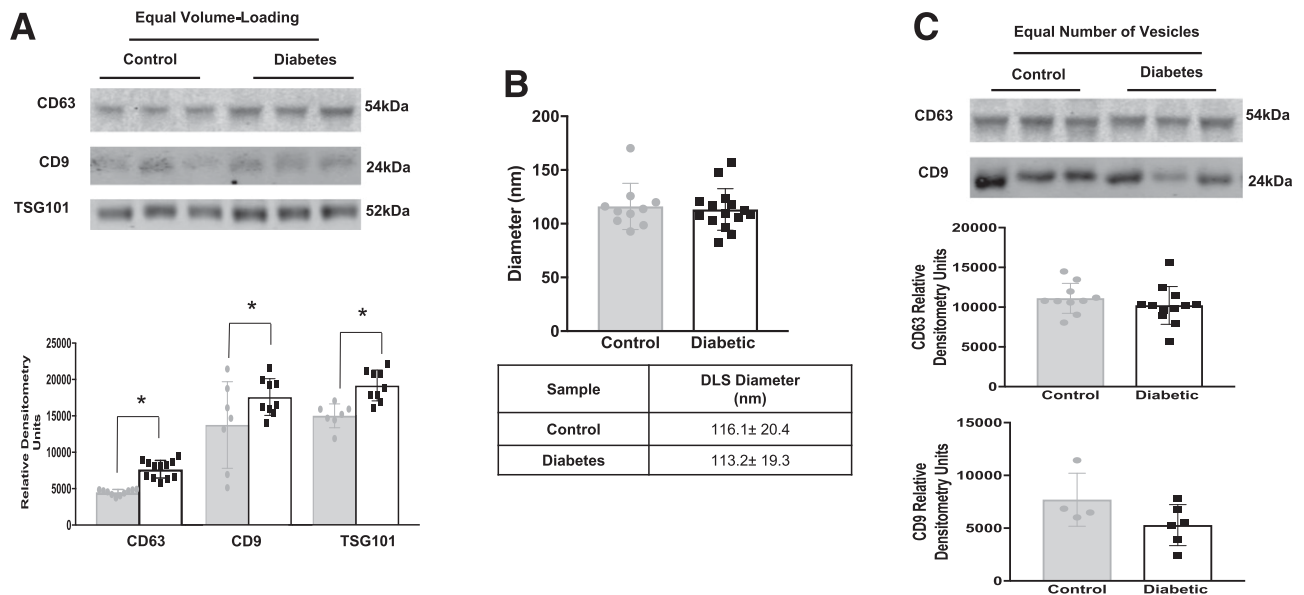 A
Equal Volume-Loading
Control Diabetes
CD63 54kDa
CD9 24kDa
TSG101 52kDa
Relative Densitometry
Units
25000
20000
15000
10000
5000
0
* * *
CD63 CD9 TSG101
B
Diameter (nm)
200
150
100
50
0
Control Diabetic
Sample DLS Diameter
(nm)
Control 116.1± 20.4
Diabetes 113.2± 19.3
C
Equal Number of Vesicles
Control Diabetes
CD63 54kDa
CD9 24kDa
CD63 Relative
Densitometry Units
20000
15000
10000
5000
0
Control Diabetic
CD9 Relative
Densitometry Units
15000
10000
5000
0
Control Diabetic